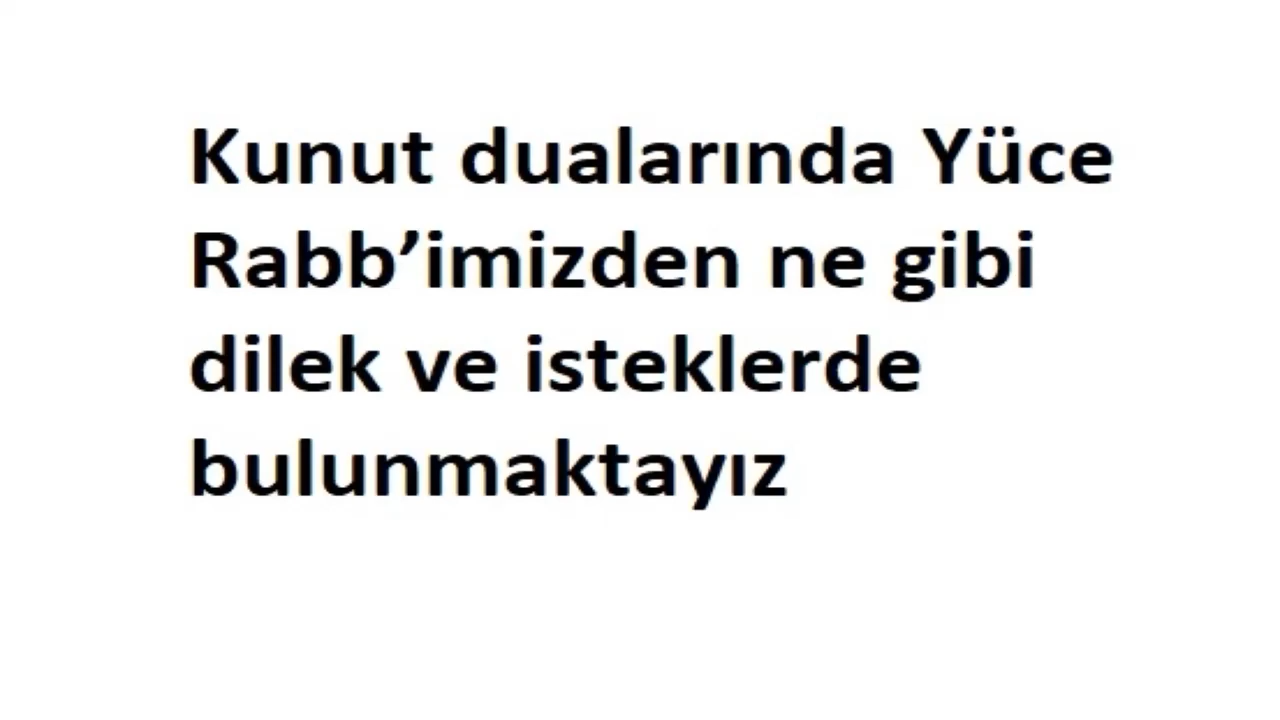 Kunut dualarında Yüce
Rabb’imizden ne gibi
dilek ve isteklerde
bulunmaktayız